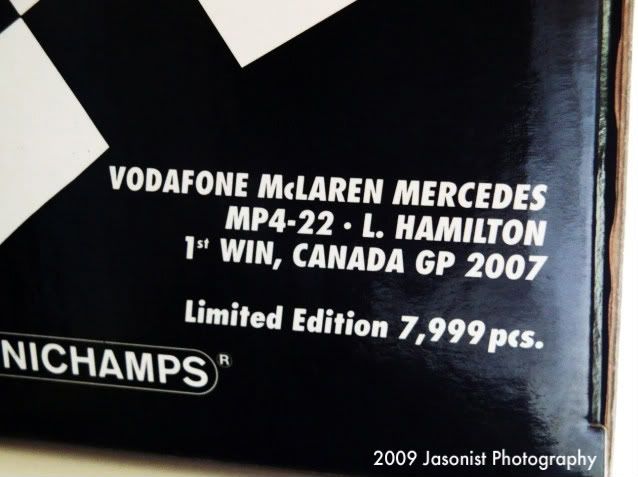 VODAFONE McLAREN MERCEDES
MP4-22 · L. HAMILTON
1st WIN, CANADA GP 2007
Limited Edition 7,999 pcs.
NICHAMPS®
2009 Jasonist Photography